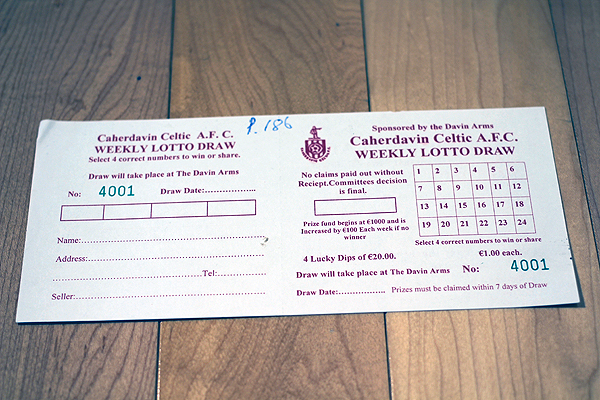 Caherdavin Celtic A.F.C.
WEEKLY LOTTO DRAW
Select 4 correct numbers to win or share.
Draw will take place at The Davin Arms
No: 4001 Draw Date:..................
Name:..............................
Address:..............................
..............................Tel:..................
Seller:..............................
P. 186
Sponsored by the Davin Arms
Caherdavin Celtic A.F.C.
WEEKLY LOTTO DRAW
No claims paid out without
Reciept.Committees decision
is final.
Prize fund begins at €1000 and is
Increased by €100 Each week if no
winner
1 2 3 4 5 6
7 8 9 10 11 12
13 14 15 16 17 18
19 20 21 22 23 24
Select 4 correct numbers to win or share
4 Lucky Dips of €20.00. €1.00 each.
Draw will take place at The Davin Arms No: 4001
Draw Date:.................. Prizes must be claimed within 7 days of Draw